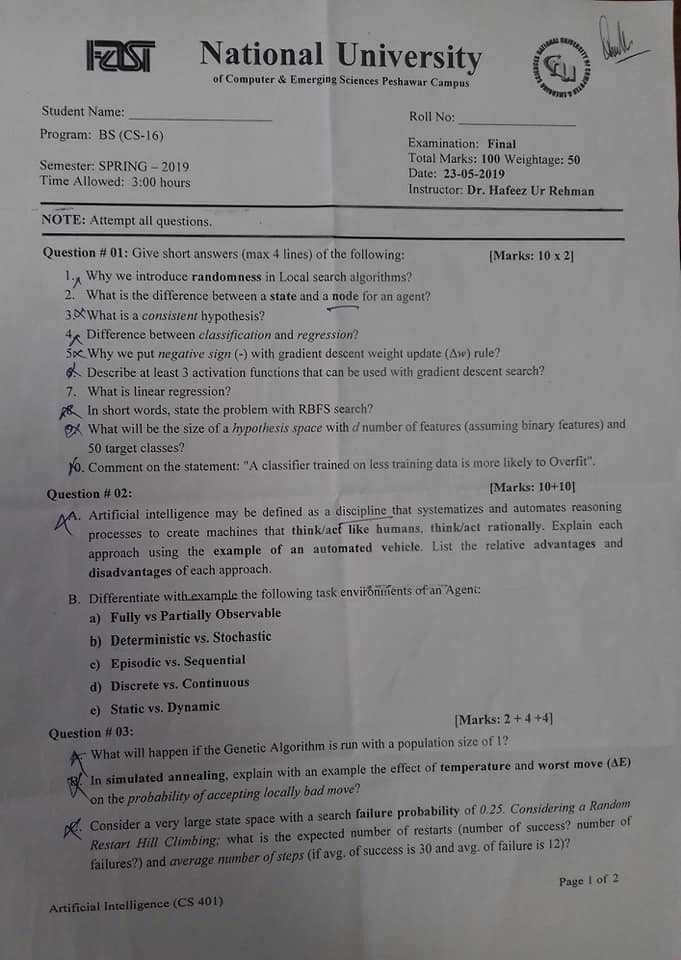 FAST
National University
of Computer & Emerging Sciences Peshawar Campus
Student Name:
Roll No:
Program: BS (CS-16)
Examination: Final
Total Marks: 100 Weightage: 50
Semester: SPRING – 2019
Date: 23-05-2019
Time Allowed: 3:00 hours
Instructor: Dr. Hafeez Ur Rehman
NOTE: Attempt all questions.
Question # 01: Give short answers (max 4 lines) of the following: [Marks: 10 x 2]
1. Why we introduce randomness in Local search algorithms?
2. What is the difference between a state and a node for an agent?
3. What is a consistent hypothesis?
4. Difference between classification and regression?
5. Why we put negative sign (-) with gradient descent weight update (Δw) rule?
6. Describe at least 3 activation functions that can be used with gradient descent search?
7. What is linear regression?
8. In short words, state the problem with RBFS search?
9. What will be the size of a hypothesis space with d number of features (assuming binary features) and
50 target classes?
10. Comment on the statement: "A classifier trained on less training data is more likely to Overfit".
Question # 02: [Marks: 10+10]
A. Artificial intelligence may be defined as a discipline that systematizes and automates reasoning
processes to create machines that think/act like humans, think/act rationally. Explain each
approach using the example of an automated vehicle. List the relative advantages and
disadvantages of each approach.
B. Differentiate with example the following task environments of an Agent:
a) Fully vs Partially Observable
b) Deterministic vs. Stochastic
c) Episodic vs. Sequential
d) Discrete vs. Continuous
e) Static vs. Dynamic
Question # 03: [Marks: 2 + 4 +4]
A. What will happen if the Genetic Algorithm is run with a population size of 1?
B. In simulated annealing, explain with an example the effect of temperature and worst move (ΔE)
on the probability of accepting locally bad move?
C. Consider a very large state space with a search failure probability of 0.25. Considering a Random
Restart Hill Climbing; what is the expected number of restarts (number of success? number of
failures?) and average number of steps (if avg. of success is 30 and avg. of failure is 12)?
Page 1 of 2
Artificial Intelligence (CS 401)